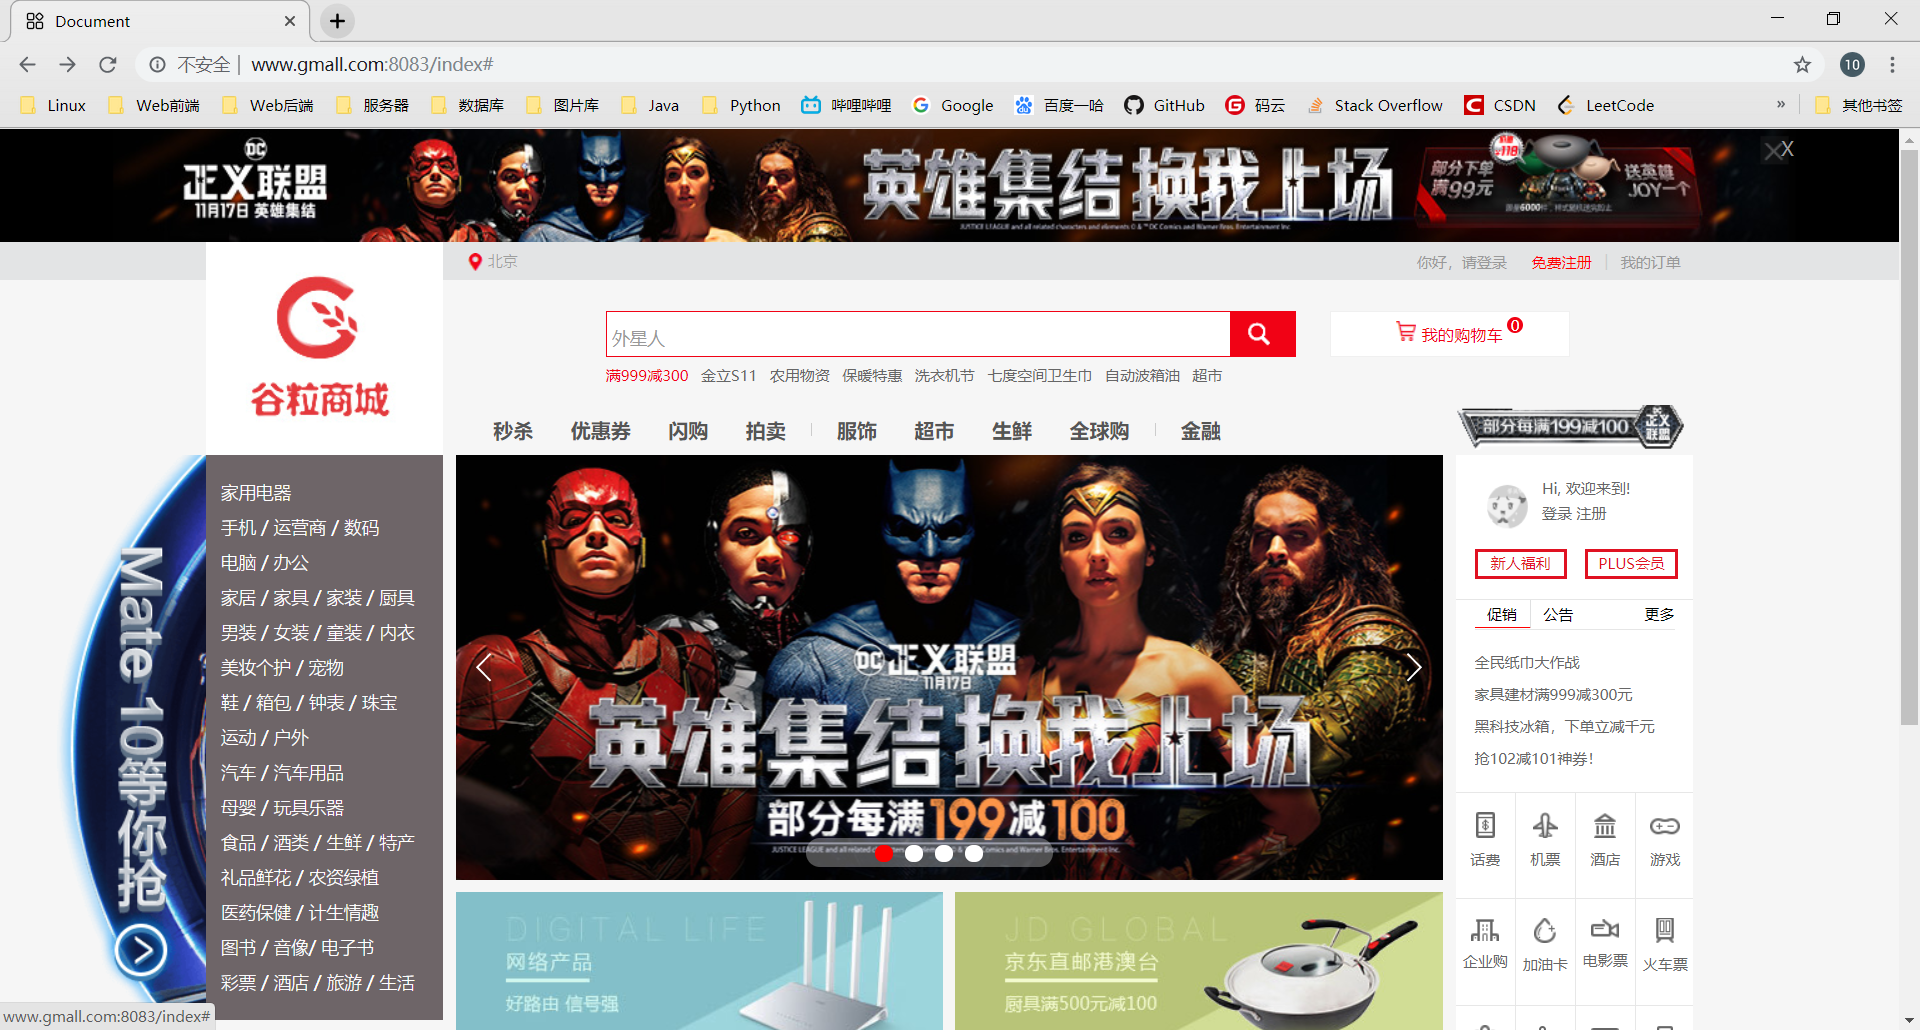 Document
不安全 | www.gmall.com:8083/index#
10
Linux Web前端 Web后端 服务器 数据库 图片库 Java Python 哔哩哔哩 Google 百度一哈 GitHub 码云 Stack Overflow CSDN LeetCode » 其他书签
DC
正义联盟
11月17日 英雄集结
英雄集结换我上场
部分下单
满99元
送英雄
JOY一个
X
北京
你好，请登录 免费注册 我的订单
谷粒商城
外星人
我的购物车 0
满999减300 金立S11 农用物资 保暖特惠 洗衣机节 七度空间卫生巾 自动波箱油 超市
秒杀 优惠券 闪购 拍卖 服饰 超市 生鲜 全球购 金融
部分每满199减100
DC
正义
联盟
Mate 10等你抢
家用电器
手机 / 运营商 / 数码
电脑 / 办公
家居 / 家具 / 家装 / 厨具
男装 / 女装 / 童装 / 内衣
美妆个护 / 宠物
鞋 / 箱包 / 钟表 / 珠宝
运动 / 户外
汽车 / 汽车用品
母婴 / 玩具乐器
食品 / 酒类 / 生鲜 / 特产
礼品鲜花 / 农资绿植
医药保健 / 计生情趣
图书 / 音像/ 电子书
彩票 / 酒店 / 旅游 / 生活
DC 正义联盟
11月17日
英雄集结换我上场
部分每满199减100
DIGITAL LIFE
网络产品
好路由 信号强
JD GLOBAL
京东直邮港澳台
厨具满500元减100
Hi, 欢迎来到!
登录 注册
新人福利 PLUS会员
促销 公告 更多
全民纸巾大作战
家具建材满999减300元
黑科技冰箱，下单立减千元
抢102减101神券！
话费 机票 酒店 游戏
企业购 加油卡 电影票 火车票
www.gmall.com:8083/index#